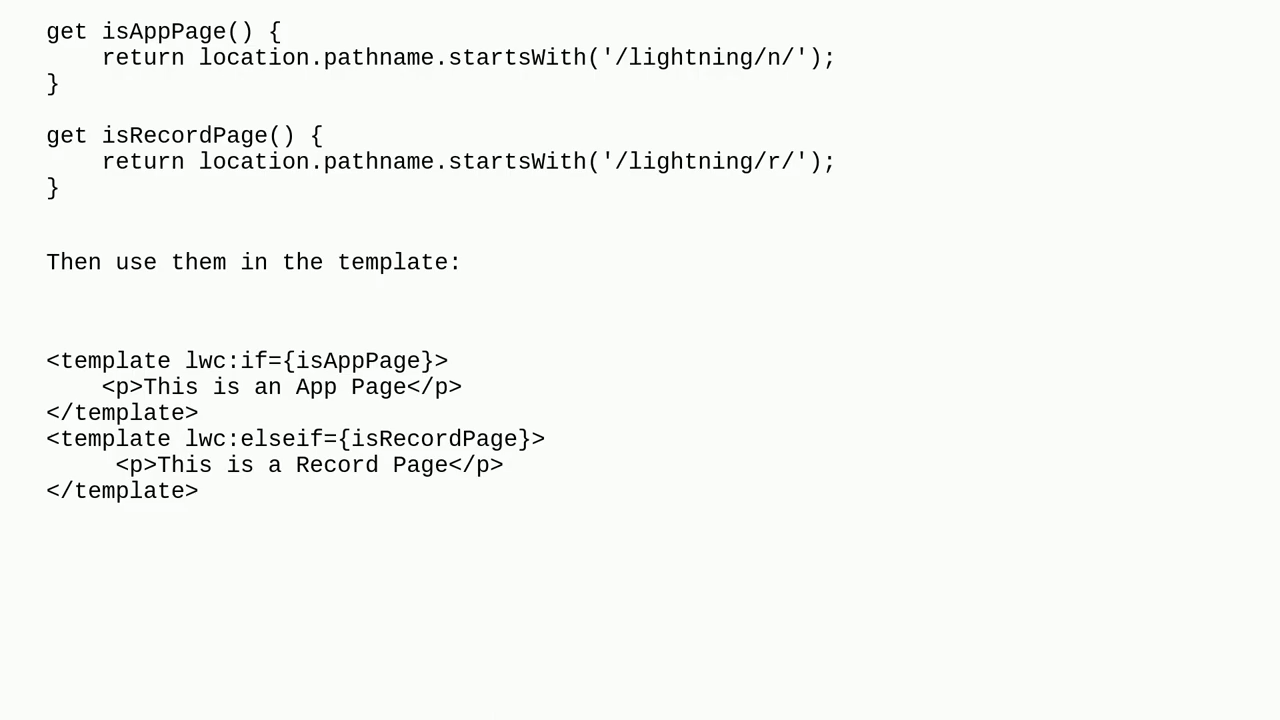 get isAppPage() {
    return location.pathname.startsWith('/lightning/n/');
}

get isRecordPage() {
    return location.pathname.startsWith('/lightning/r/');
}

Then use them in the template:

<template lwc:if={isAppPage}>
    <p>This is an App Page</p>
</template>
<template lwc:elseif={isRecordPage}>
     <p>This is a Record Page</p>
</template>